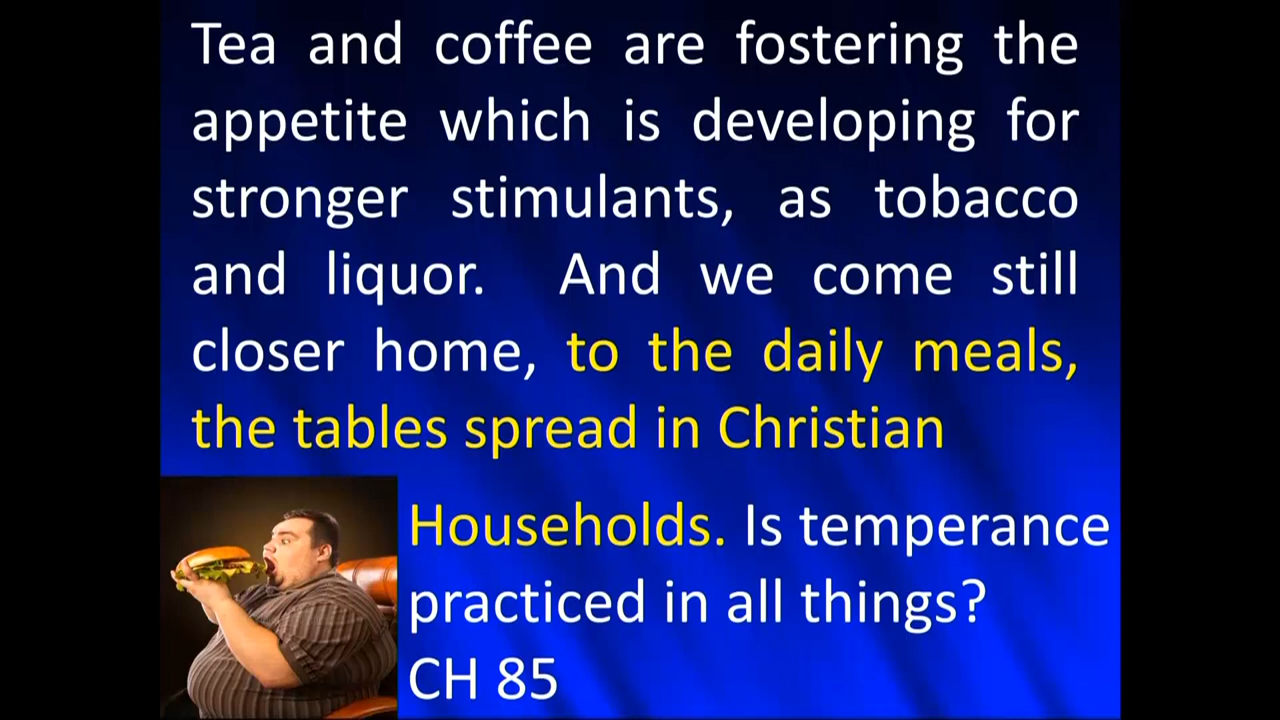 Tea and coffee are fostering the
appetite which is developing for
stronger stimulants, as tobacco
and liquor. And we come still
closer home, to the daily meals,
the tables spread in Christian
Households. Is temperance
practiced in all things?
CH 85